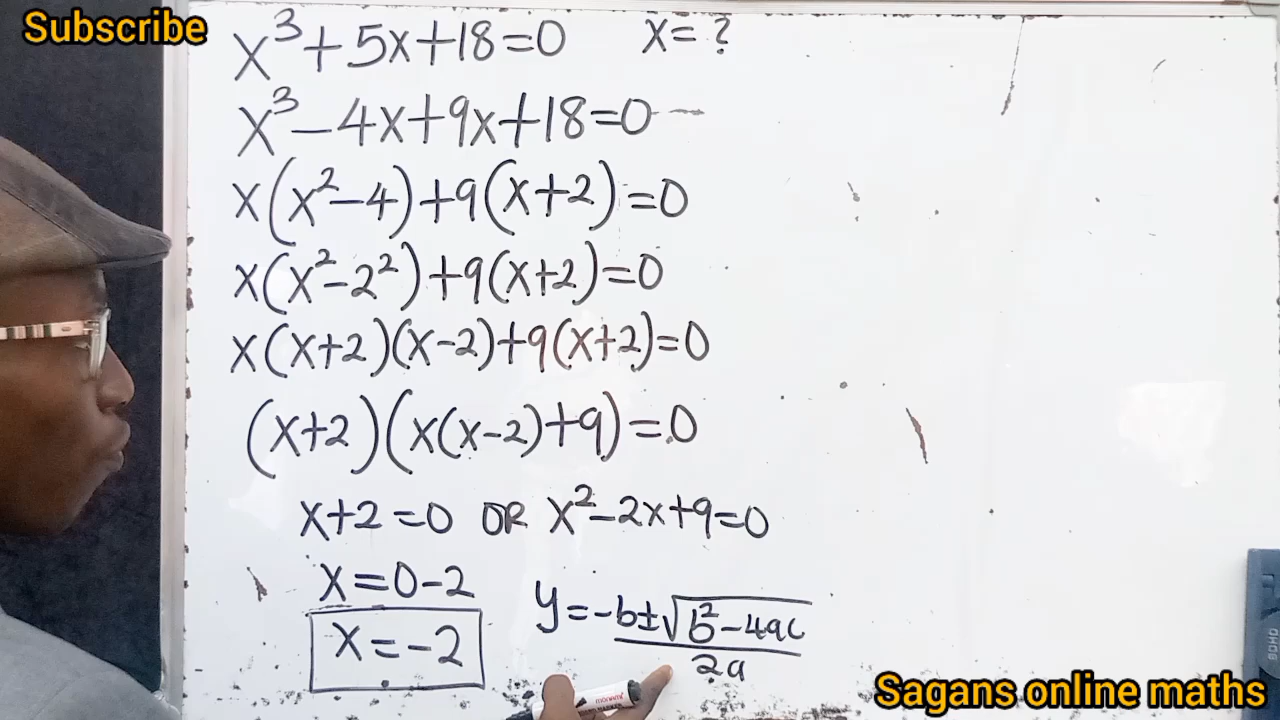 Subscribe
x³+5x+18=0 x=?
x³-4x+9x+18=0
x(x²-4)+9(x+2)=0
x(x²-2²)+9(x+2)=0
x(x+2)(x-2)+9(x+2)=0
(x+2)(x(x-2)+9)=0
x+2=0 OR x²-2x+9=0
x=0-2
y=-b±√b²-4ac
x=-2
2a
monami
Sagans online maths